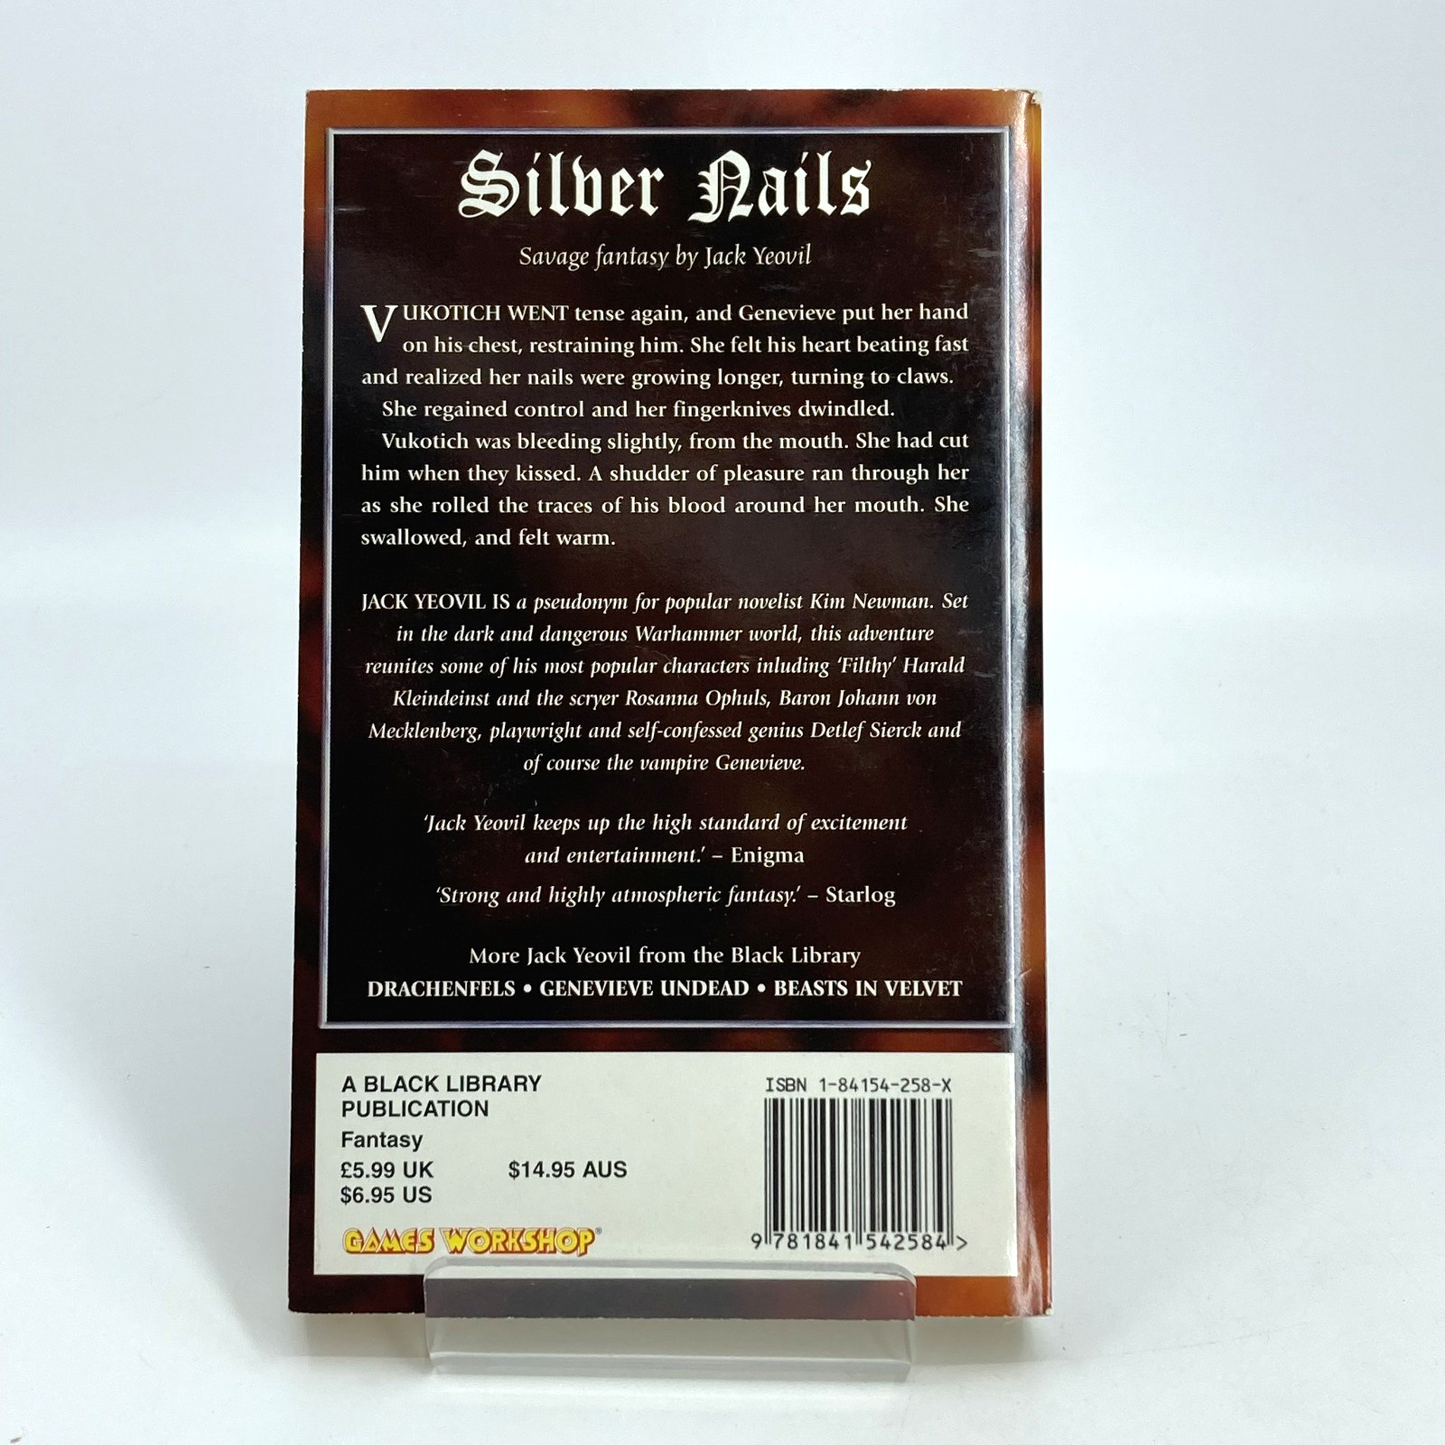 Silver Nails
Savage fantasy by Jack Yeovil
VUKOTICH WENT tense again, and Genevieve put her hand
on his chest, restraining him. She felt his heart beating fast
and realized her nails were growing longer, turning to claws.
She regained control and her fingerknives dwindled.
Vukotich was bleeding slightly, from the mouth. She had cut
him when they kissed. A shudder of pleasure ran through her
as she rolled the traces of his blood around her mouth. She
swallowed, and felt warm.
JACK YEOVIL IS a pseudonym for popular novelist Kim Newman. Set
in the dark and dangerous Warhammer world, this adventure
reunites some of his most popular characters inluding ‘Filthy’ Harald
Kleindeinst and the scryer Rosanna Ophuls, Baron Johann von
Mecklenberg, playwright and self-confessed genius Detlef Sierck and
of course the vampire Genevieve.
‘Jack Yeovil keeps up the high standard of excitement
and entertainment.’ – Enigma
‘Strong and highly atmospheric fantasy.’ – Starlog
More Jack Yeovil from the Black Library
DRACHENFELS • GENEVIEVE UNDEAD • BEASTS IN VELVET
A BLACK LIBRARY
PUBLICATION
Fantasy
£5.99 UK $14.95 AUS
$6.95 US
GAMES WORKSHOP®
ISBN 1-84154-258-X
9 781841 542584 >